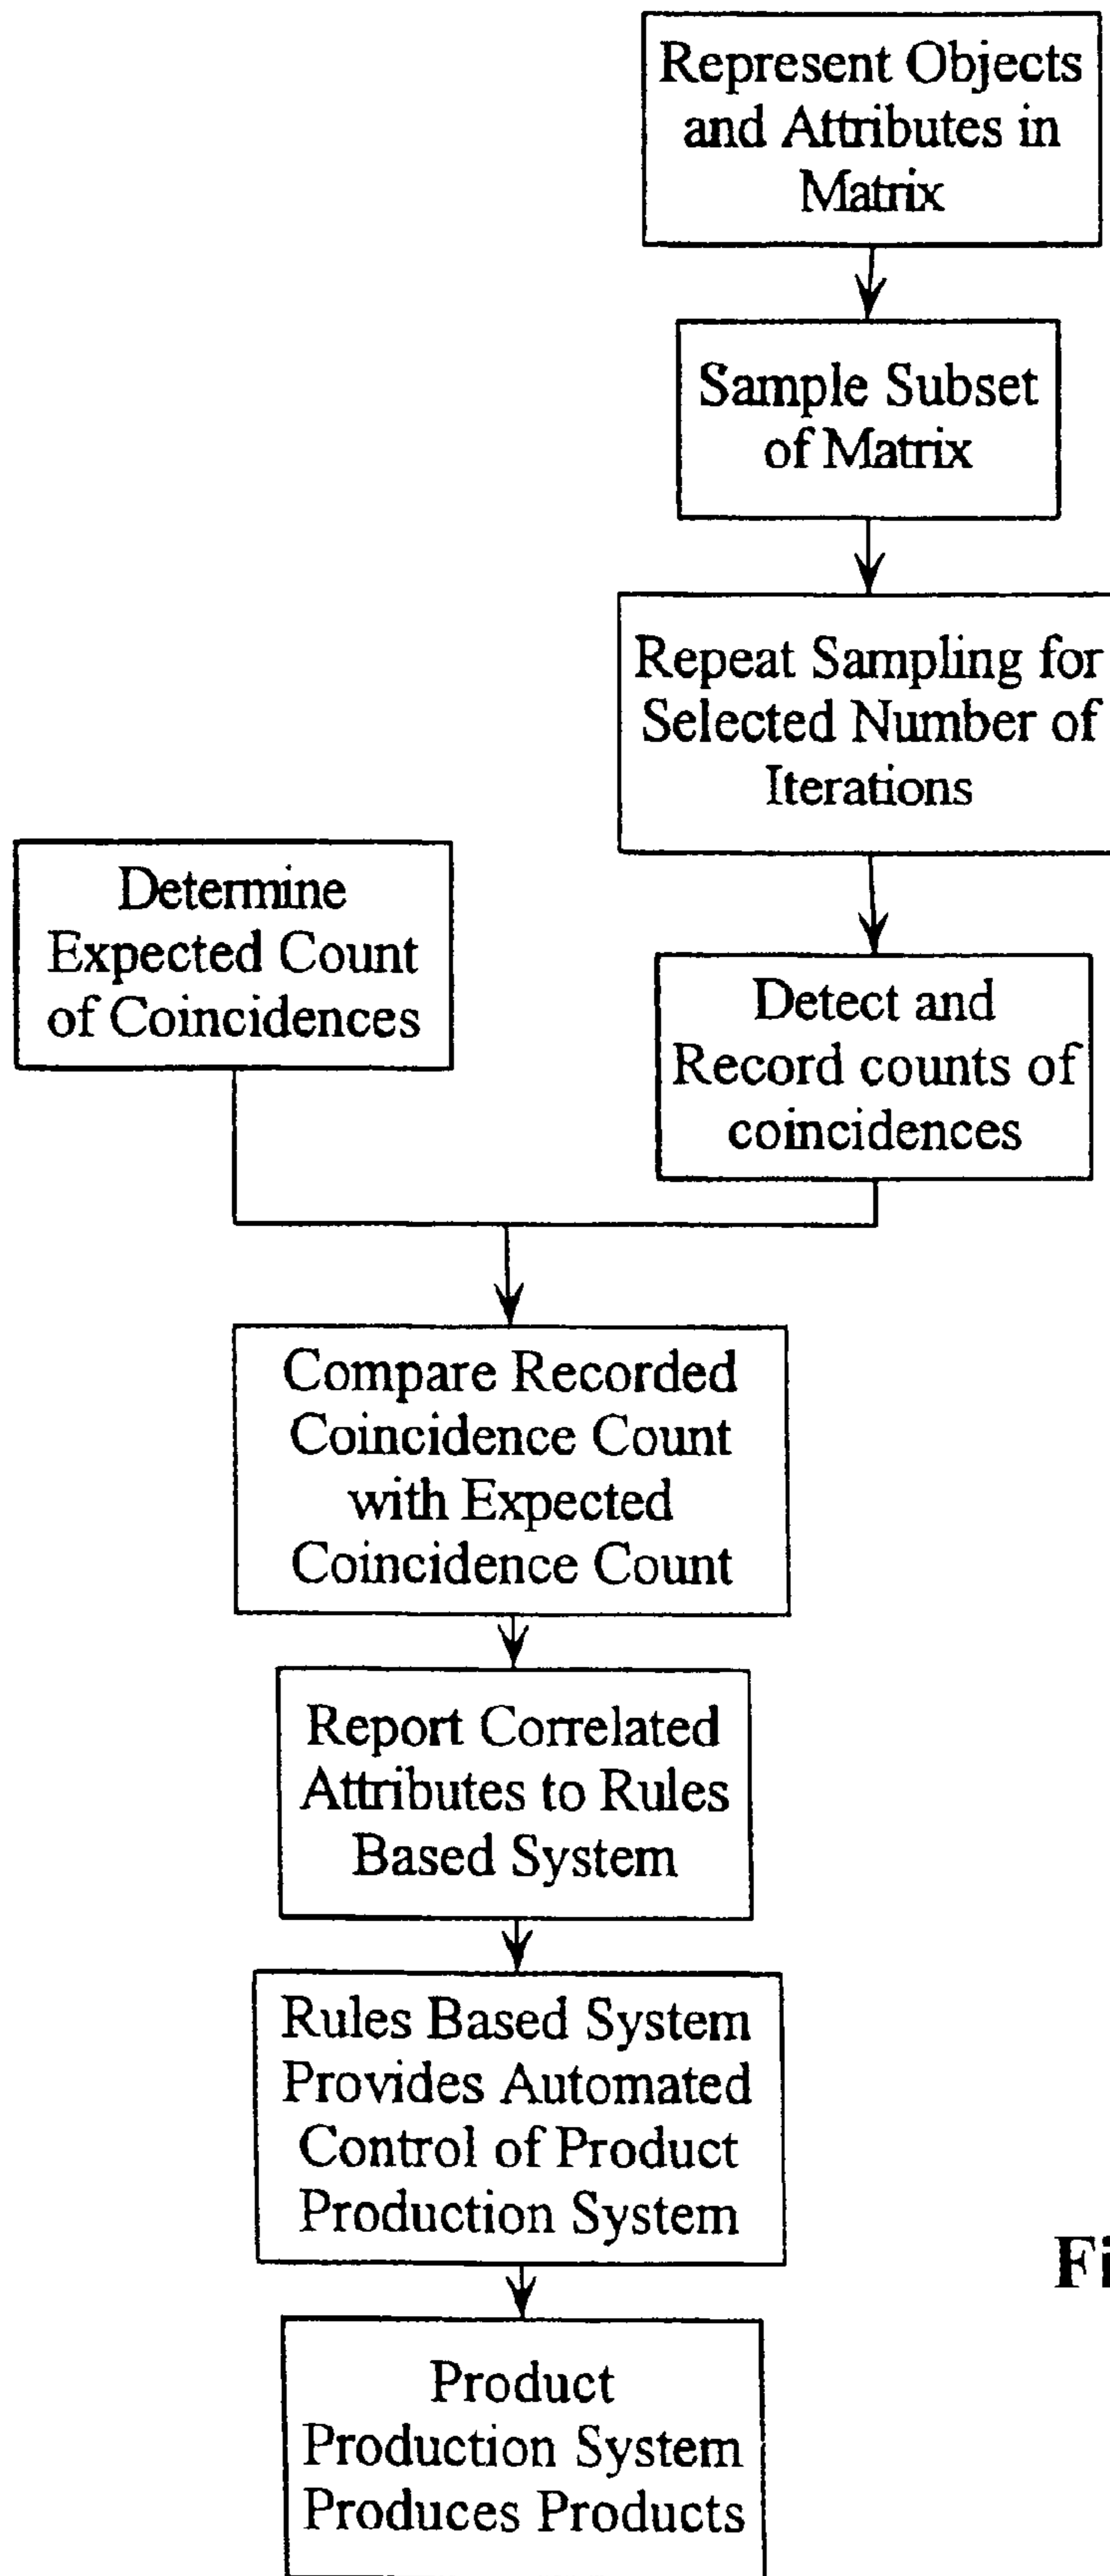 Represent Objects
and Attributes in
Matrix
Sample Subset
of Matrix
Repeat Sampling for
Selected Number of
Iterations
Determine
Expected Count
of Coincidences
Detect and
Record counts of
coincidences
Compare Recorded
Coincidence Count
with Expected
Coincidence Count
Report Correlated
Attributes to Rules
Based System
Rules Based System
Provides Automated
Control of Product
Production System
Fi
Product
Production System
Produces Products